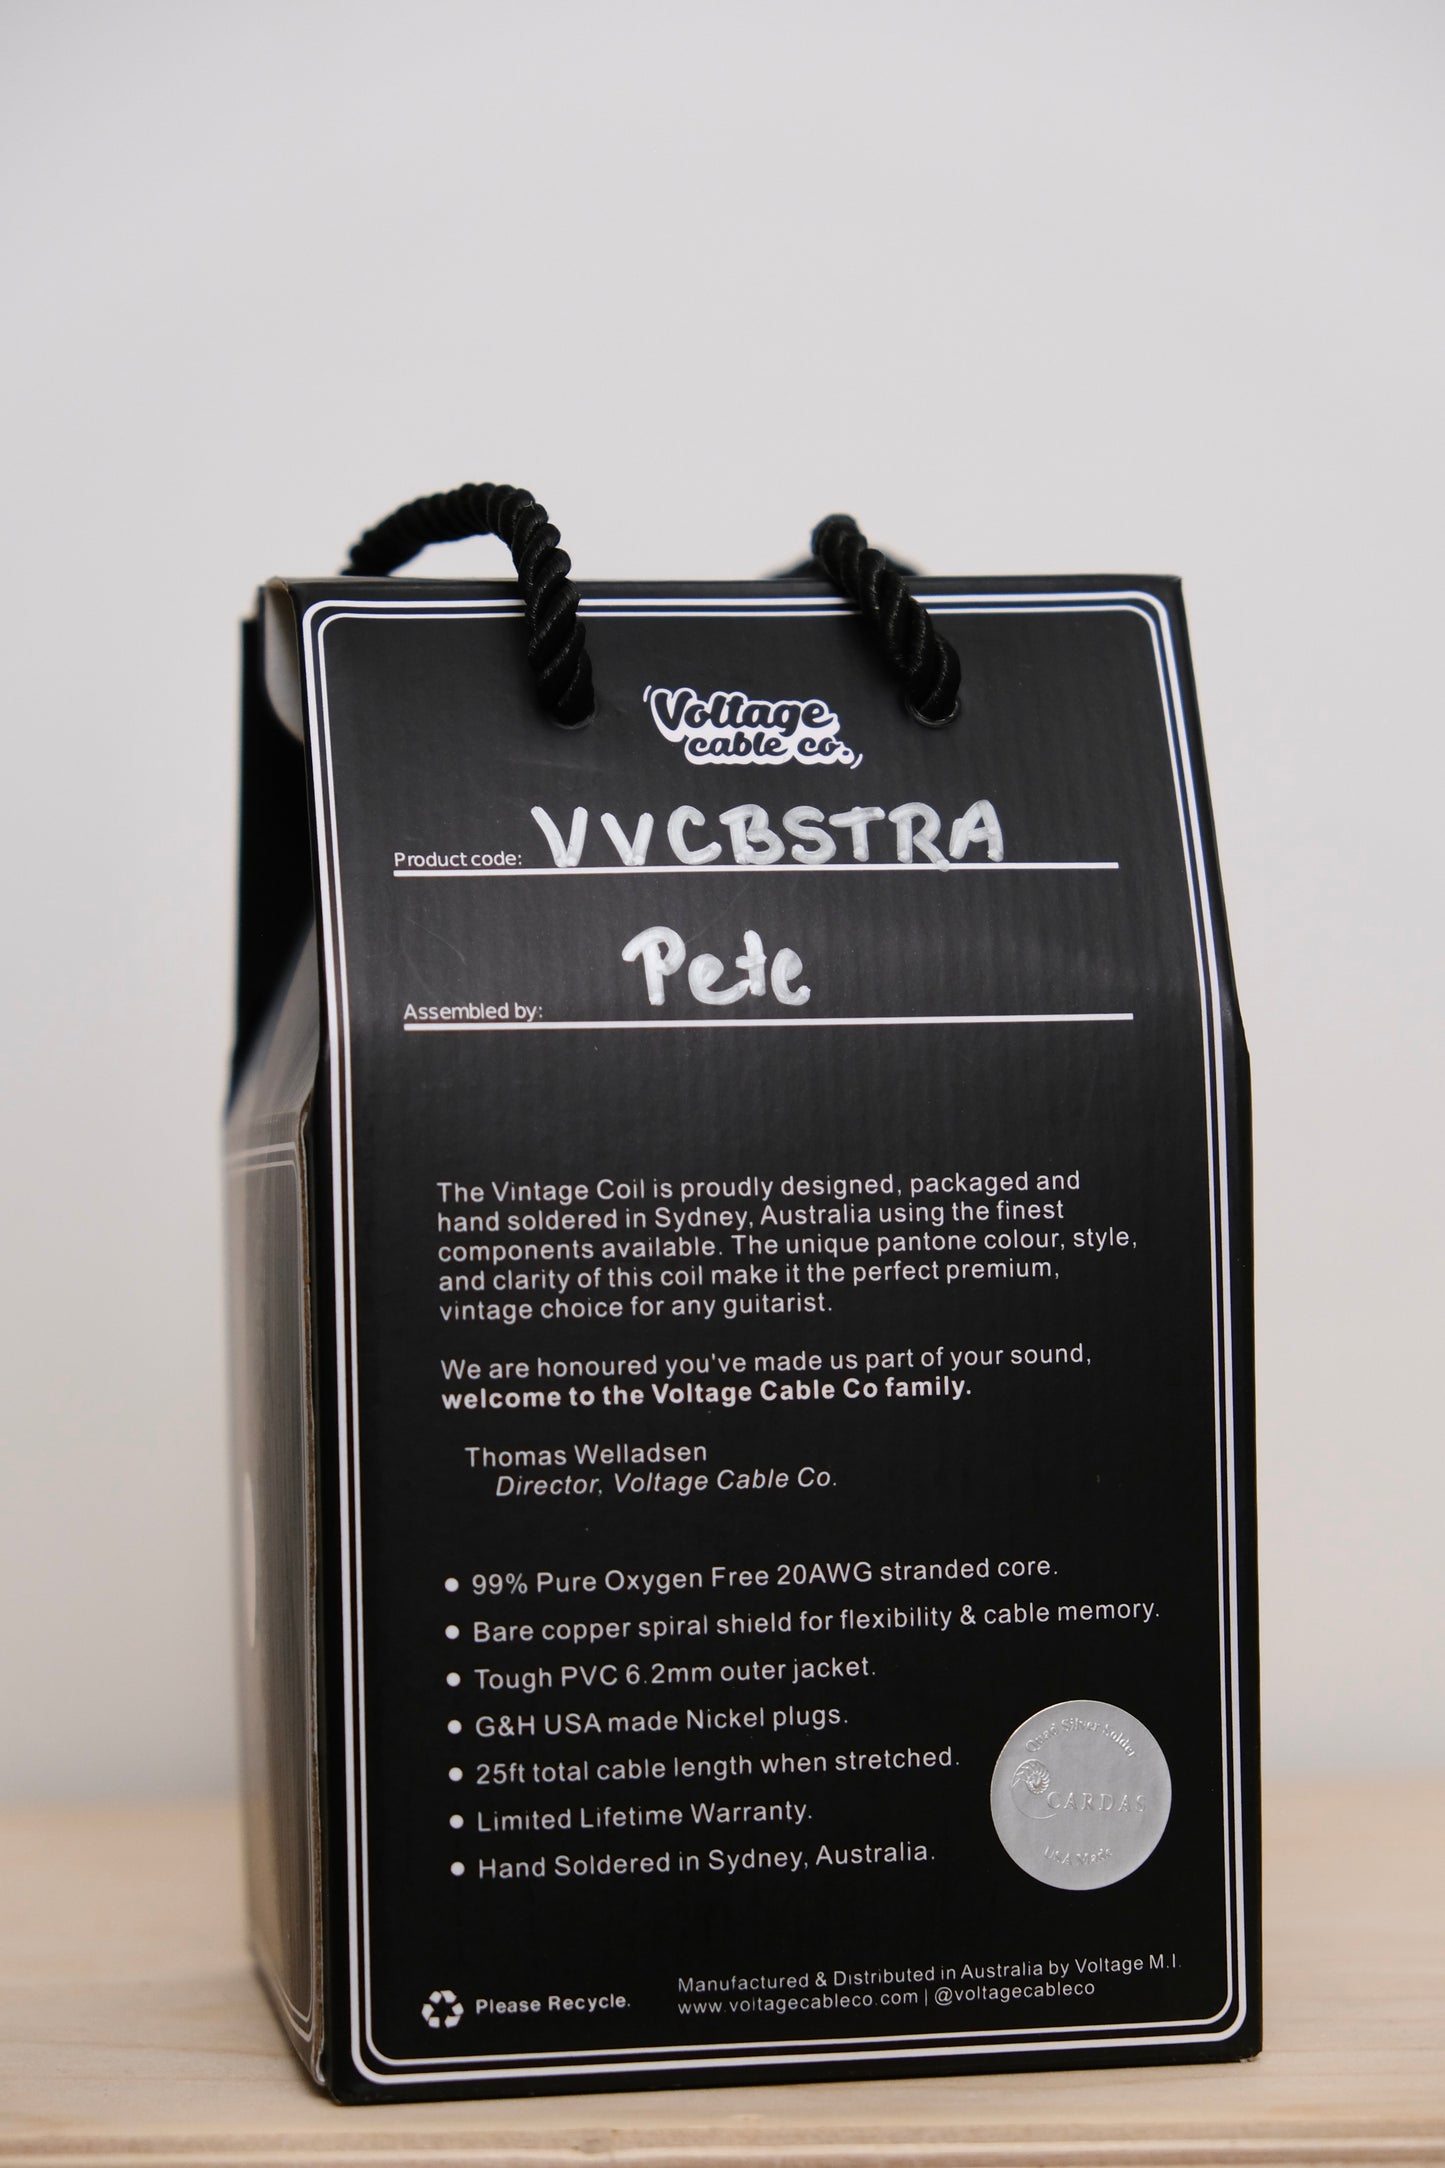 Voltage
cable co.
Product code: VVCBSTRA
Assembled by: Pete
The Vintage Coil is proudly designed, packaged and
hand soldered in Sydney, Australia using the finest
components available. The unique pantone colour, style,
and clarity of this coil make it the perfect premium,
vintage choice for any guitarist.
We are honoured you've made us part of your sound,
welcome to the Voltage Cable Co family.
Thomas Welladsen
Director, Voltage Cable Co.
• 99% Pure Oxygen Free 20AWG stranded core.
• Bare copper spiral shield for flexibility & cable memory.
• Tough PVC 6.2mm outer jacket.
• G&H USA made Nickel plugs.
• 25ft total cable length when stretched.
• Limited Lifetime Warranty.
• Hand Soldered in Sydney, Australia.
Quad Silver Solder
CARDAS
USA Made
Please Recycle.
Manufactured & Distributed in Australia by Voltage M.I.
www.voltagecableco.com | @voltagecableco